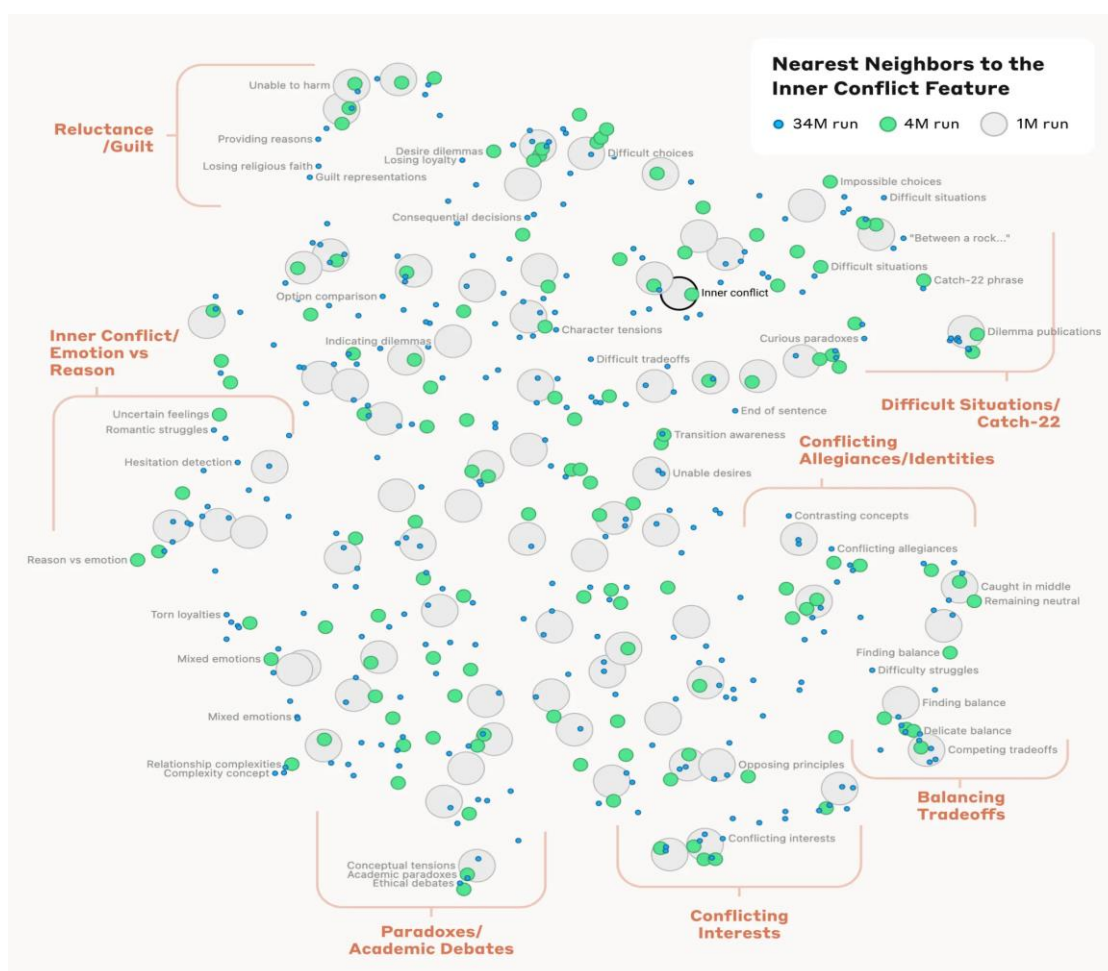 Nearest Neighbors to the
Inner Conflict Feature
34M run
4M run
1M run
Unable to harm
Reluctance
/Guilt
Providing reasons
Desire dilemmas
Losing loyalty
Difficult choices
Losing religious faith
Guilt representations
Impossible choices
Difficult situations
Consequential decisions
"Between a rock..."
Difficult situations
Catch-22 phrase
Inner conflict
Option comparison
Character tensions
Dilemma publications
Curious paradoxes
Inner Conflict/
Emotion vs
Reason
Indicating dilemmas
Difficult tradeoffs
Difficult Situations/
Catch-22
Uncertain feelings
Romantic struggles
End of sentence
Transition awareness
Conflicting
Allegiances/Identities
Hesitation detection
Unable desires
Contrasting concepts
Conflicting allegiances
Reason vs emotion
Caught in middle
Remaining neutral
Torn loyalties
Finding balance
Mixed emotions
Difficulty struggles
Finding balance
Mixed emotions
Delicate balance
Competing tradeoffs
Relationship complexities
Complexity concept
Opposing principles
Balancing
Tradeoffs
Conflicting interests
Conceptual tensions
Academic paradoxes
Ethical debates
Paradoxes/
Academic Debates
Conflicting
Interests